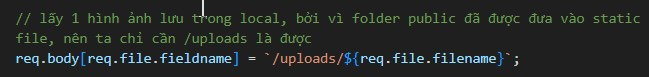 // lấy 1 hình ảnh lưu trong local, bởi vì folder public đã được đưa vào static
file, nên ta chỉ cần /uploads là được
req.body[req.file.fieldname] = `/uploads/${req.file.filename}`;